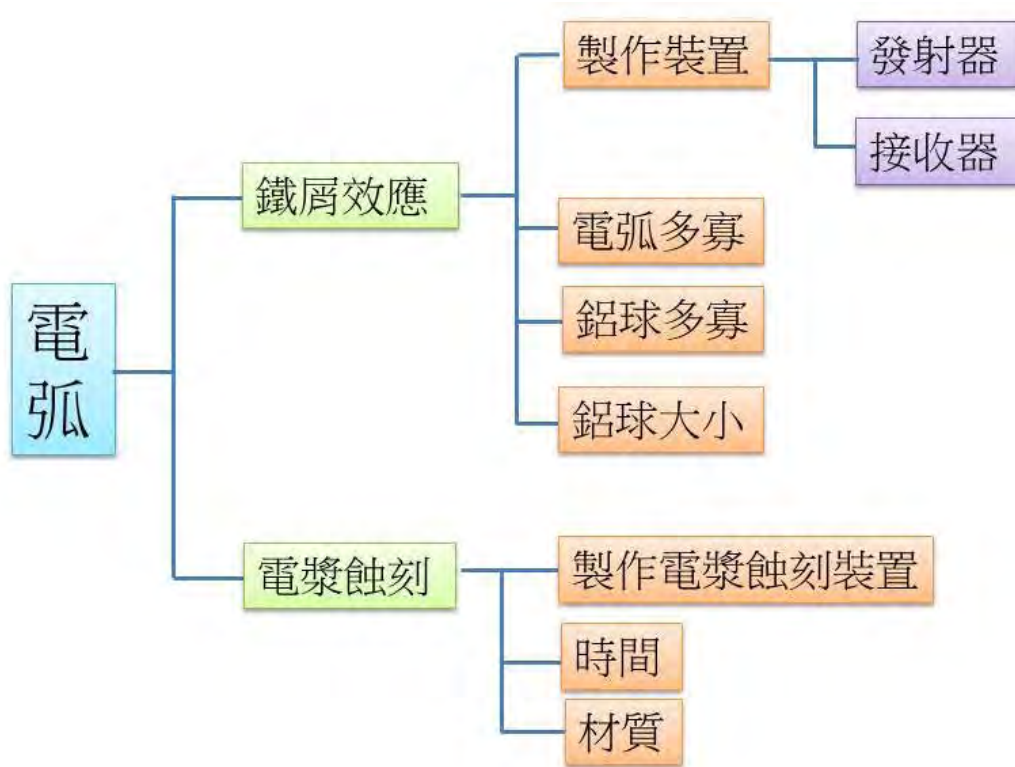 電弧
鐵屑效應
製作裝置
發射器
接收器
電弧多寡
鋁球多寡
鋁球大小
電漿蝕刻
製作電漿蝕刻裝置
時間
材質